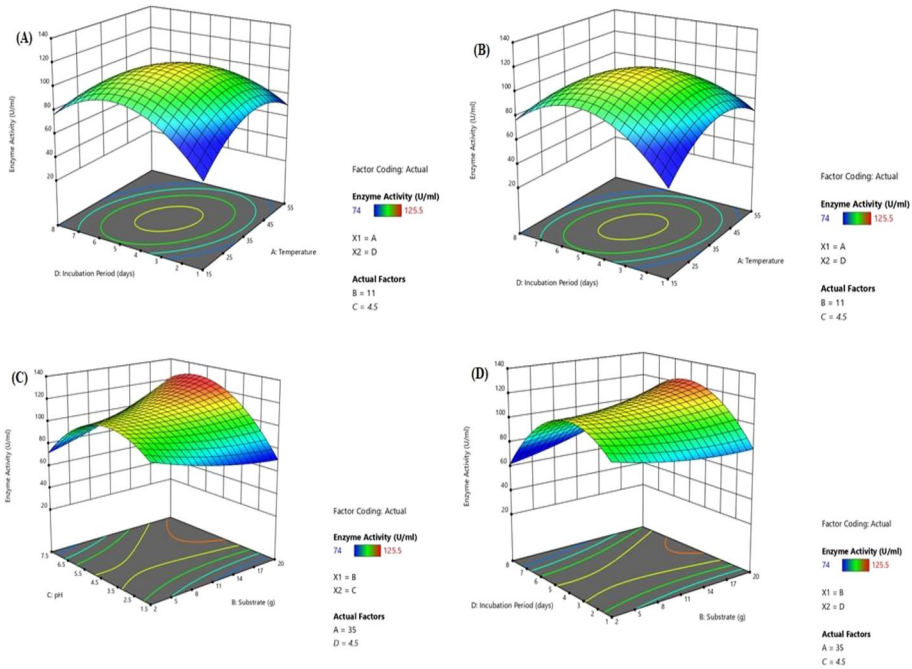 (A)
140
120
100
80
60
40
20
Enzyme Activity (U/ml)
8
7
6
5
4
3
2
1
D: Incubation Period (days)
15
25
35
45
55
A: Temperature
Factor Coding: Actual
Enzyme Activity (U/ml)
74 125.5
X1 = A
X2 = D
Actual Factors
B = 11
C = 4.5
(B)
140
120
100
80
60
40
20
Enzyme Activity (U/ml)
8
7
6
5
4
3
2
1
D: Incubation Period (days)
15
25
35
45
55
A: Temperature
Factor Coding: Actual
Enzyme Activity (U/ml)
74 125.5
X1 = A
X2 = D
Actual Factors
B = 11
C = 4.5
(C)
140
120
100
80
60
40
20
Enzyme Activity (U/ml)
7.5
6.5
5.5
4.5
3.5
2.5
1.5
C: pH
2
5
8
11
14
17
20
B: Substrate (g)
Factor Coding: Actual
Enzyme Activity (U/ml)
74 125.5
X1 = B
X2 = C
Actual Factors
A = 35
D = 4.5
(D)
140
120
100
80
60
40
20
Enzyme Activity (U/ml)
8
7
6
5
4
3
2
1
D: Incubation Period (days)
2
5
8
11
14
17
20
B: Substrate (g)
Factor Coding: Actual
Enzyme Activity (U/ml)
74 125.5
X1 = B
X2 = D
Actual Factors
A = 35
C = 4.5